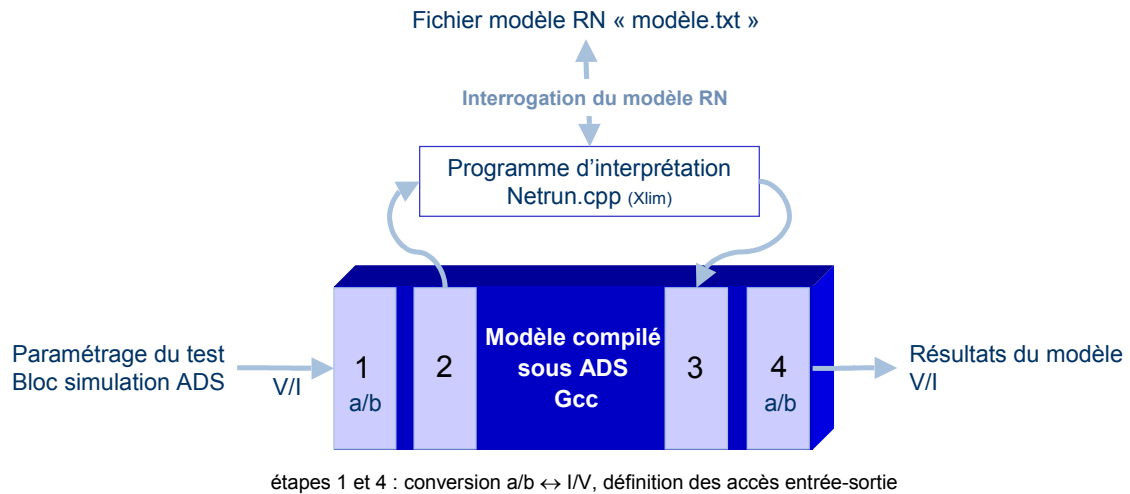 Fichier modèle RN « modèle.txt »
Interrogation du modèle RN
Programme d’interprétation
Netrun.cpp (Xlim)
Paramétrage du test
Bloc simulation ADS
V/I
1
a/b
2
Modèle compilé
sous ADS
Gcc
3
4
a/b
Résultats du modèle
V/I
étapes 1 et 4 : conversion a/b ↔ I/V, définition des accès entrée-sortie